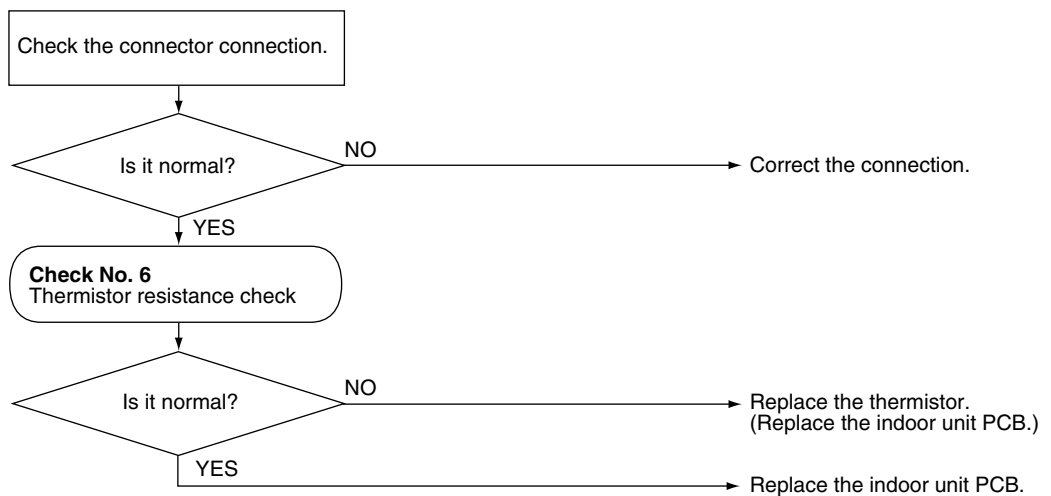 Check the connector connection.
Is it normal?
NO
Correct the connection.
YES
Check No. 6
Thermistor resistance check
Is it normal?
NO
Replace the thermistor.
(Replace the indoor unit PCB.)
YES
Replace the indoor unit PCB.